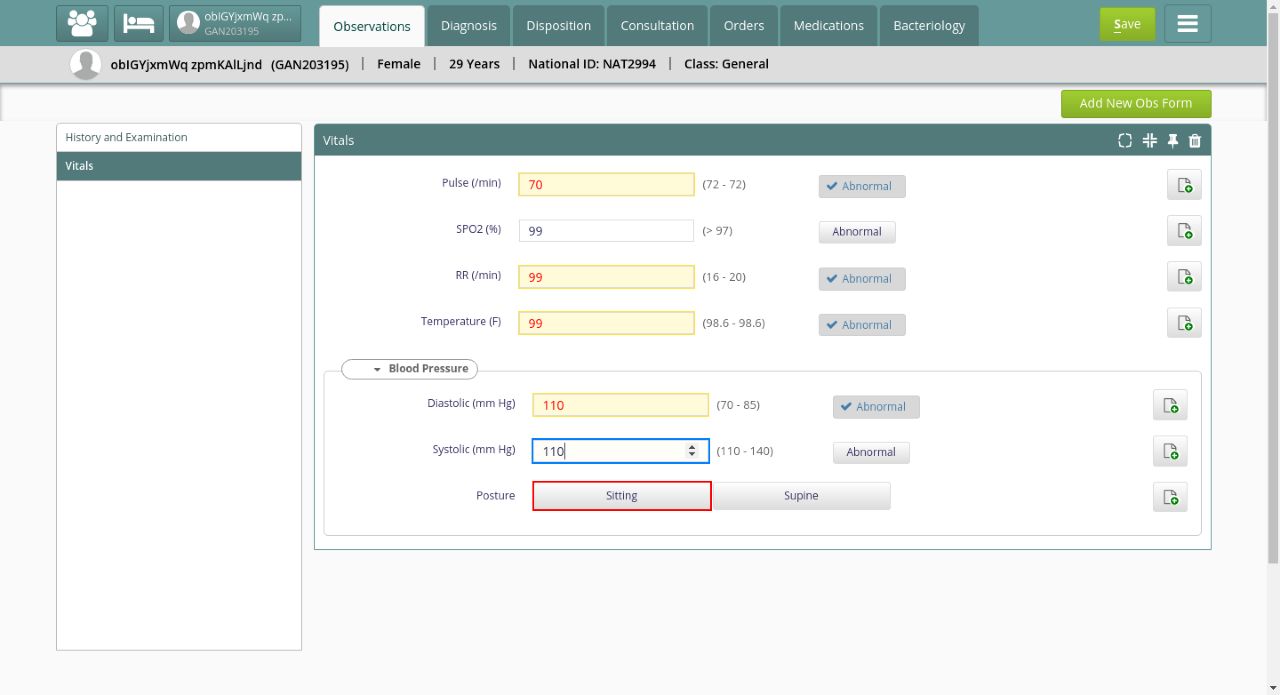 obIGYjxmWq zp...
GAN203195
Observations
Diagnosis
Disposition
Consultation
Orders
Medications
Bacteriology
Save
obIGYjxmWq zpmKAlLjnd (GAN203195) | Female | 29 Years | National ID: NAT2994 | Class: General
Add New Obs Form
History and Examination
Vitals
Vitals
Pulse (/min) 70 (72 - 72) Abnormal
SPO2 (%) 99 (> 97) Abnormal
RR (/min) 99 (16 - 20) Abnormal
Temperature (F) 99 (98.6 - 98.6) Abnormal
Blood Pressure
Diastolic (mm Hg) 110 (70 - 85) Abnormal
Systolic (mm Hg) 110 (110 - 140) Abnormal
Posture Sitting Supine